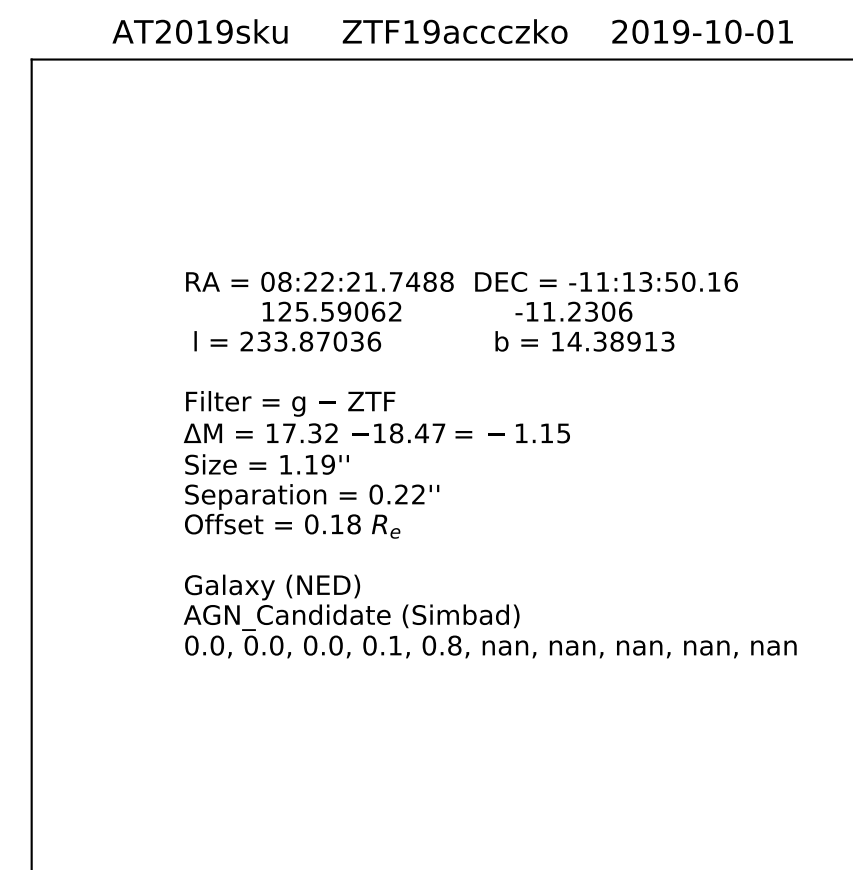 AT2019sku ZTF19accczko 2019-10-01
RA = 08:22:21.7488 DEC = -11:13:50.16
125.59062 -11.2306
l = 233.87036 b = 14.38913
Filter = g − ZTF
ΔM = 17.32 −18.47 = − 1.15
Size = 1.19''
Separation = 0.22''
Offset = 0.18 Re
Galaxy (NED)
AGN_Candidate (Simbad)
0.0, 0.0, 0.0, 0.1, 0.8, nan, nan, nan, nan, nan